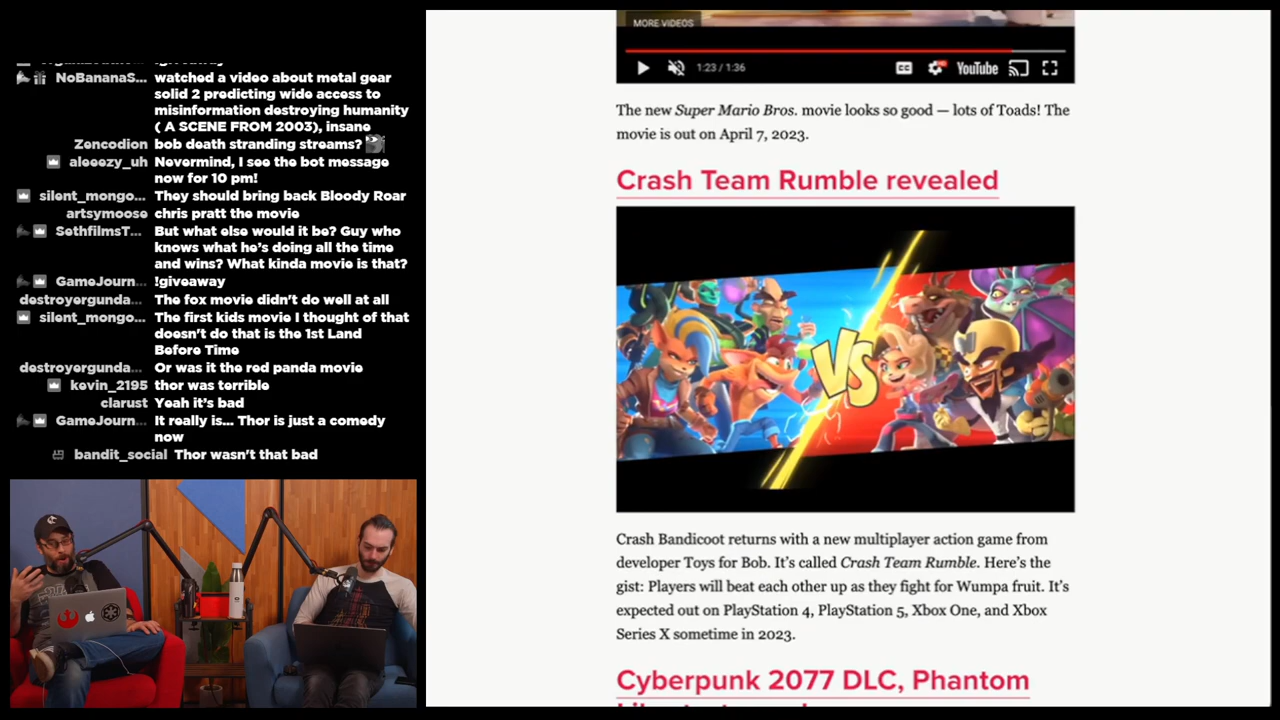 NoBananaS... watched a video about metal gear
solid 2 predicting wide access to
misinformation destroying humanity
( A SCENE FROM 2003), insane
Zencodion bob death stranding streams?
aleeezy_uh Nevermind, I see the bot message
now for 10 pm!
silent_mongo... They should bring back Bloody Roar
artsymoose chris pratt the movie
SethfilmsT... But what else would it be? Guy who
knows what he's doing all the time
and wins? What kinda movie is that?
GameJourn... !giveaway
destroyergunda... The fox movie didn't do well at all
silent_mongo... The first kids movie I thought of that
doesn't do that is the 1st Land
Before Time
destroyergunda... Or was it the red panda movie
kevin_2195 thor was terrible
clarust Yeah it's bad
GameJourn... It really is... Thor is just a comedy
now
bandit_social Thor wasn't that bad
MORE VIDEOS
1:23 / 1:36
CC
HD
YouTube
The new Super Mario Bros. movie looks so good — lots of Toads! The
movie is out on April 7, 2023.
Crash Team Rumble revealed
VS
Crash Bandicoot returns with a new multiplayer action game from
developer Toys for Bob. It's called Crash Team Rumble. Here's the
gist: Players will beat each other up as they fight for Wumpa fruit. It's
expected out on PlayStation 4, PlayStation 5, Xbox One, and Xbox
Series X sometime in 2023.
Cyberpunk 2077 DLC, Phantom